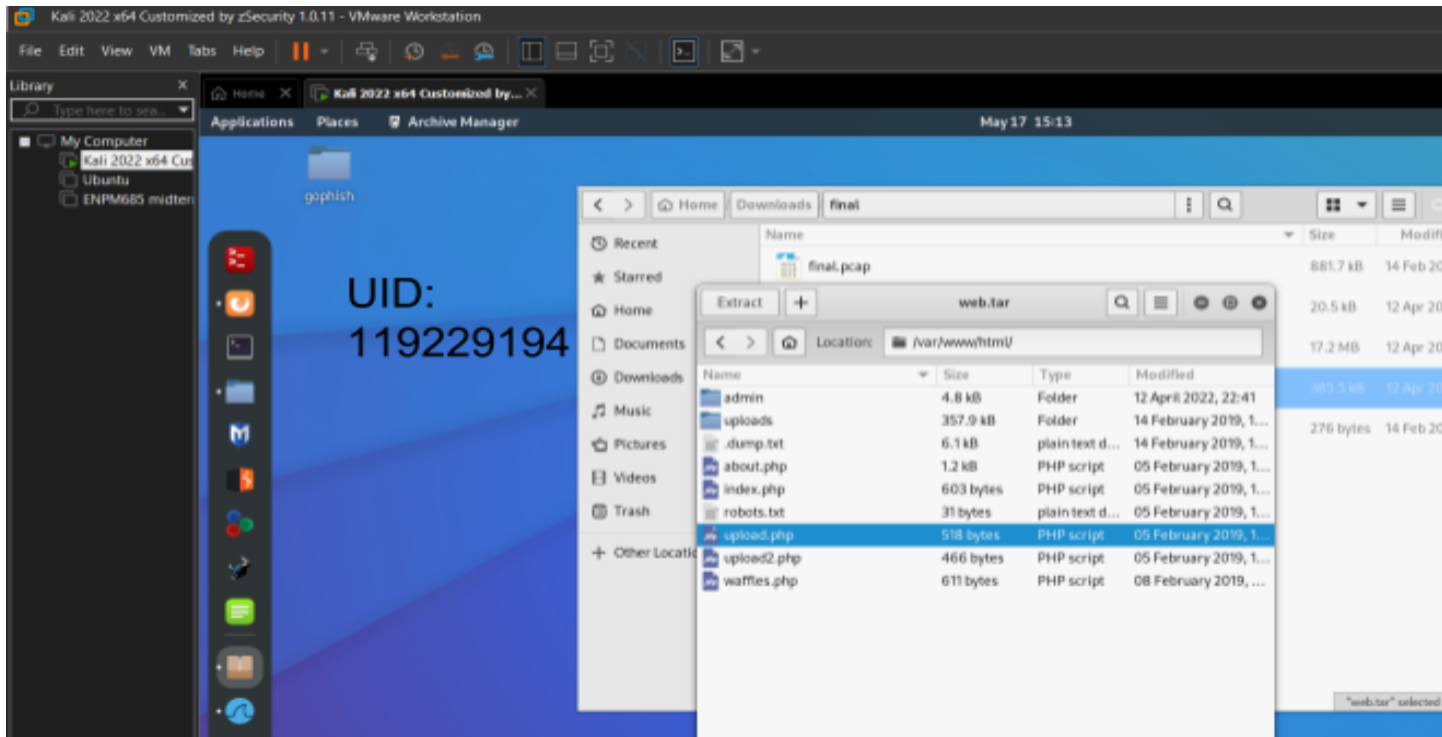 Kali 2022 x64 Customized by zSecurity 1.0.11 - VMware Workstation
File Edit View VM Tabs Help
Library
Type here to sea...
Home
Kali 2022 x64 Customized by...
My Computer
Kali 2022 x64 Cus
Ubuntu
ENPM685 midter
Applications Places Archive Manager May 17 15:13
gophish
UID:
119229194
Home Downloads final
Recent
Starred
Home
Documents
Downloads
Music
Pictures
Videos
Trash
Other Locatio
Name Size Modifi
final.pcap 881.7 kB 14 Feb 20
20.5 kB 12 Apr 20
17.2 MB 12 Apr 20
385.5 kB 12 Apr 20
276 bytes 14 Feb 20
Extract web.tar
Location: /var/www/html/
Name Size Type Modified
admin 4.8 kB Folder 12 April 2022, 22:41
uploads 357.9 kB Folder 14 February 2019, 1...
.dump.txt 6.1 kB plain text d... 14 February 2019, 1...
about.php 1.2 kB PHP script 05 February 2019, 1...
index.php 603 bytes PHP script 05 February 2019, 1...
robots.txt 31 bytes plain text d... 05 February 2019, 1...
upload.php 518 bytes PHP script 05 February 2019, 1...
upload2.php 466 bytes PHP script 05 February 2019, 1...
waffles.php 611 bytes PHP script 08 February 2019, ...
"web.tar" selected